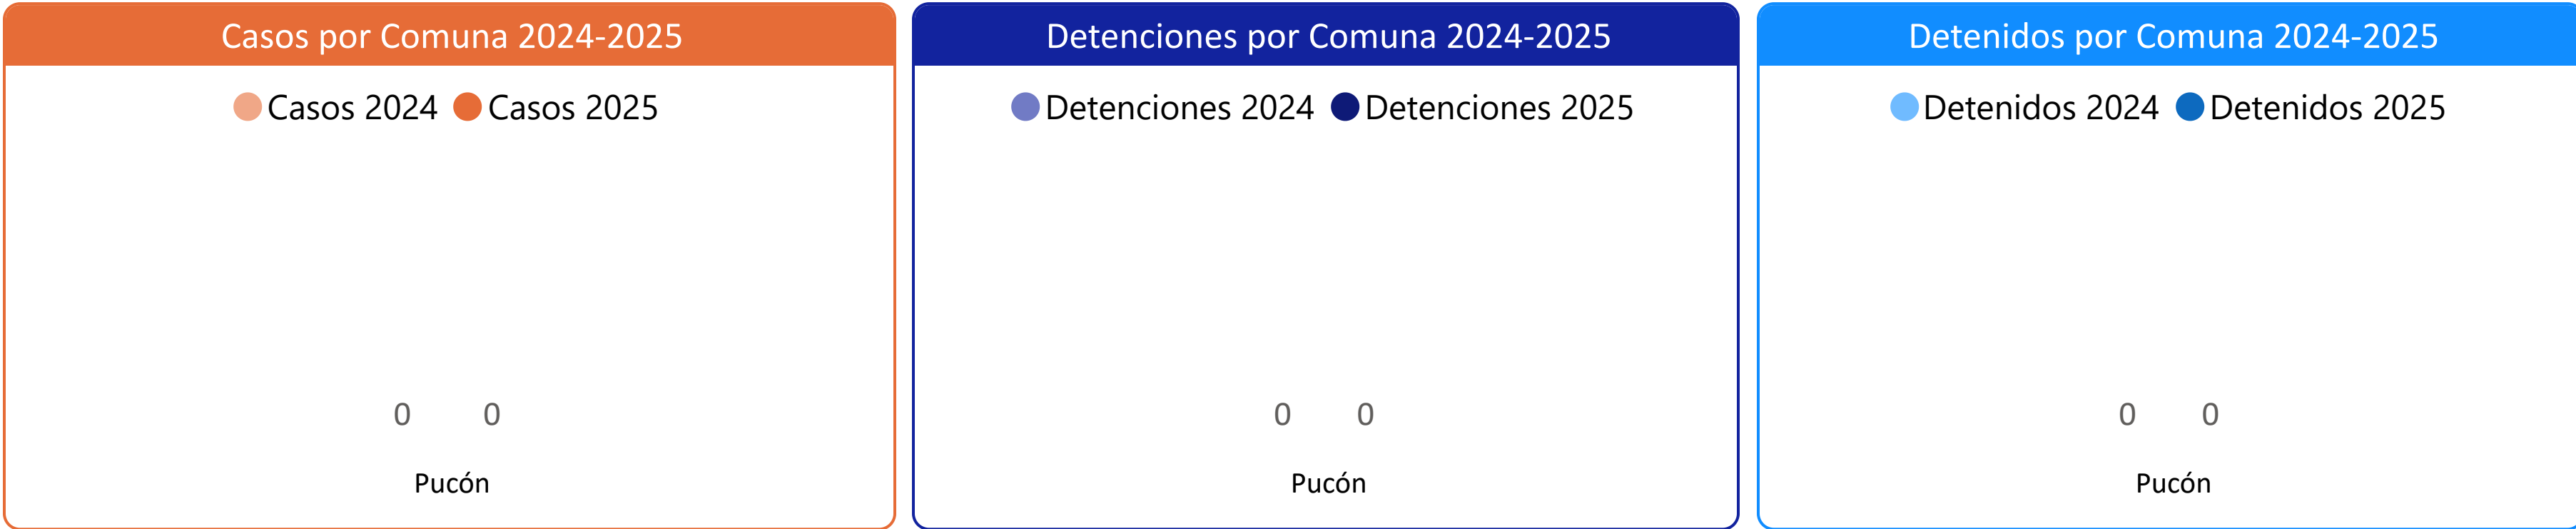 Casos por Comuna 2024-2025
Casos 2024 Casos 2025
0 0
Pucón
Detenciones por Comuna 2024-2025
Detenciones 2024 Detenciones 2025
0 0
Pucón
Detenidos por Comuna 2024-2025
Detenidos 2024 Detenidos 2025
0 0
Pucón